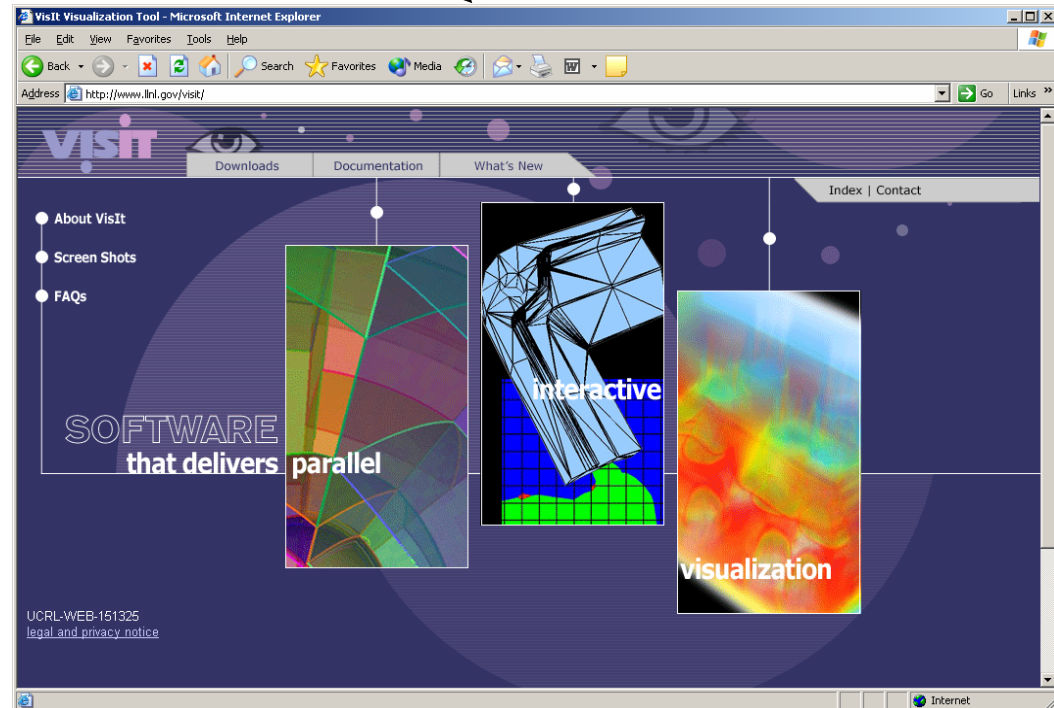 VisIt Visualization Tool - Microsoft Internet Explorer
File Edit View Favorites Tools Help
Back Search Favorites Media W
Address http://www.llnl.gov/visit/ Go Links »
VISIT
Downloads Documentation What's New
Index | Contact
About VisIt
Screen Shots
FAQs
interactive
SOFTWARE
that delivers parallel
visualization
UCRL-WEB-151325
legal and privacy notice
Internet